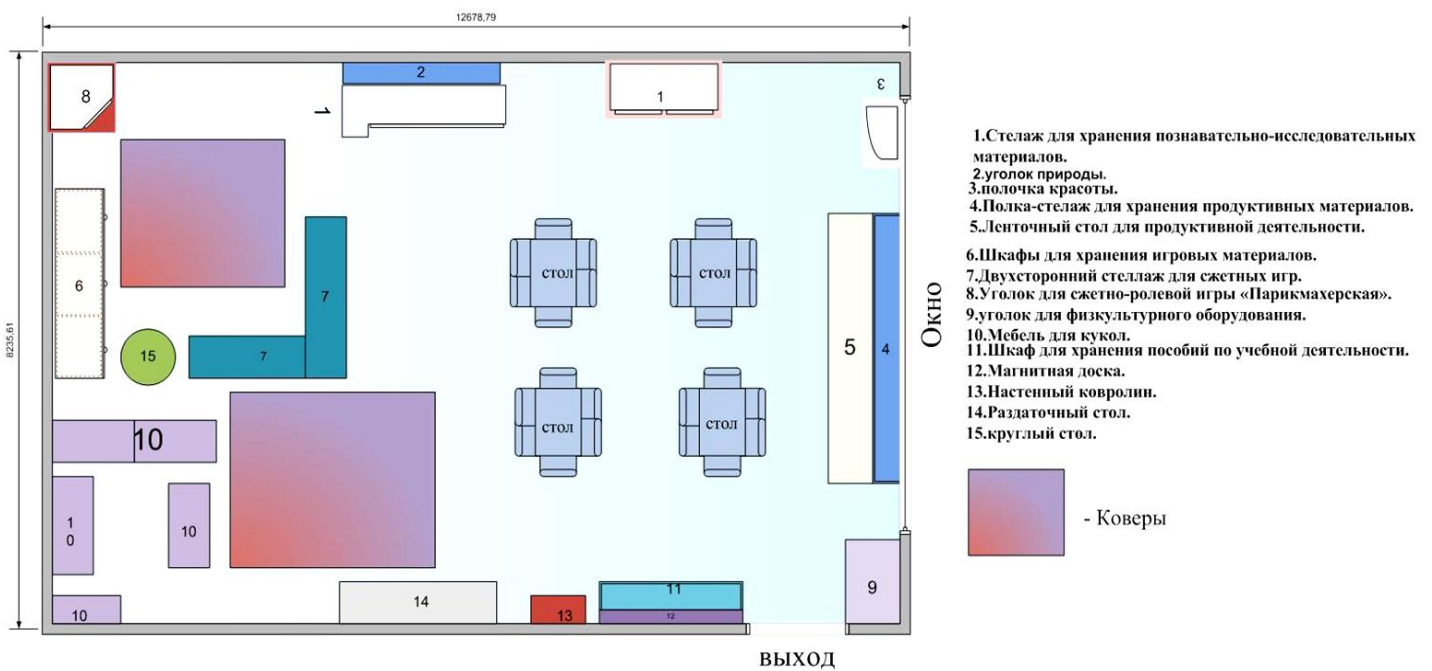 12678,79
8235,61
8
2
1
1
3
6
7
7
15
стол
стол
стол
стол
5
4
Окно
10
10
10
10
14
13
11
12
9
выход
1.Стелаж для хранения познавательно-исследовательных
материалов.
2.уголок природы.
3.полочка красоты.
4.Полка-стелаж для хранения продуктивных материалов.
5.Ленточный стол для продуктивной деятельности.
6.Шкафы для хранения игровых материалов.
7.Двухсторонний стеллаж для сжетных игр.
8.Уголок для сжетно-ролевой игры «Парикмахерская».
9.уголок для физкультурного оборудования.
10.Мебель для кукол.
11.Шкаф для хранения пособий по учебной деятельности.
12.Магнитная доска.
13.Настенный ковролин.
14.Раздаточный стол.
15.круглый стол.
- Ковры